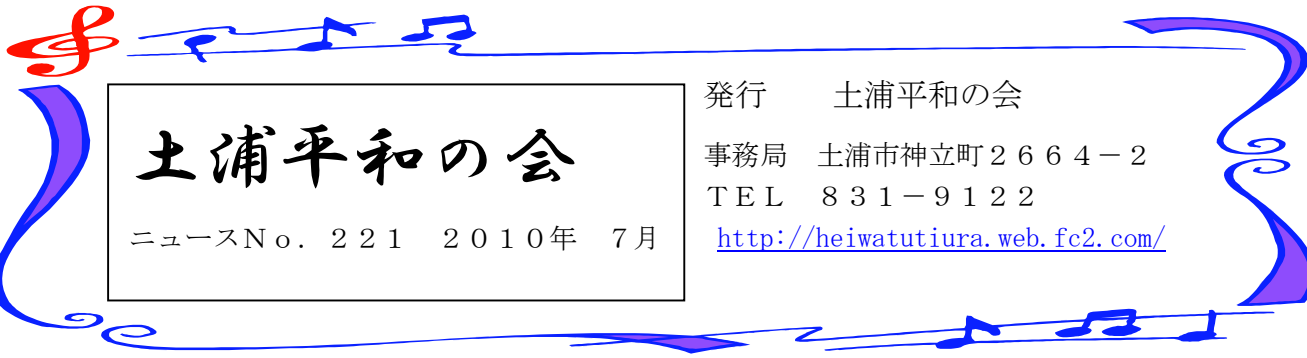 土浦平和の会
ニュースNo．221　2010年　7月
発行　　土浦平和の会
事務局　土浦市神立町2664－2
TEL　831－9122
http://heiwatutiura.web.fc2.com/